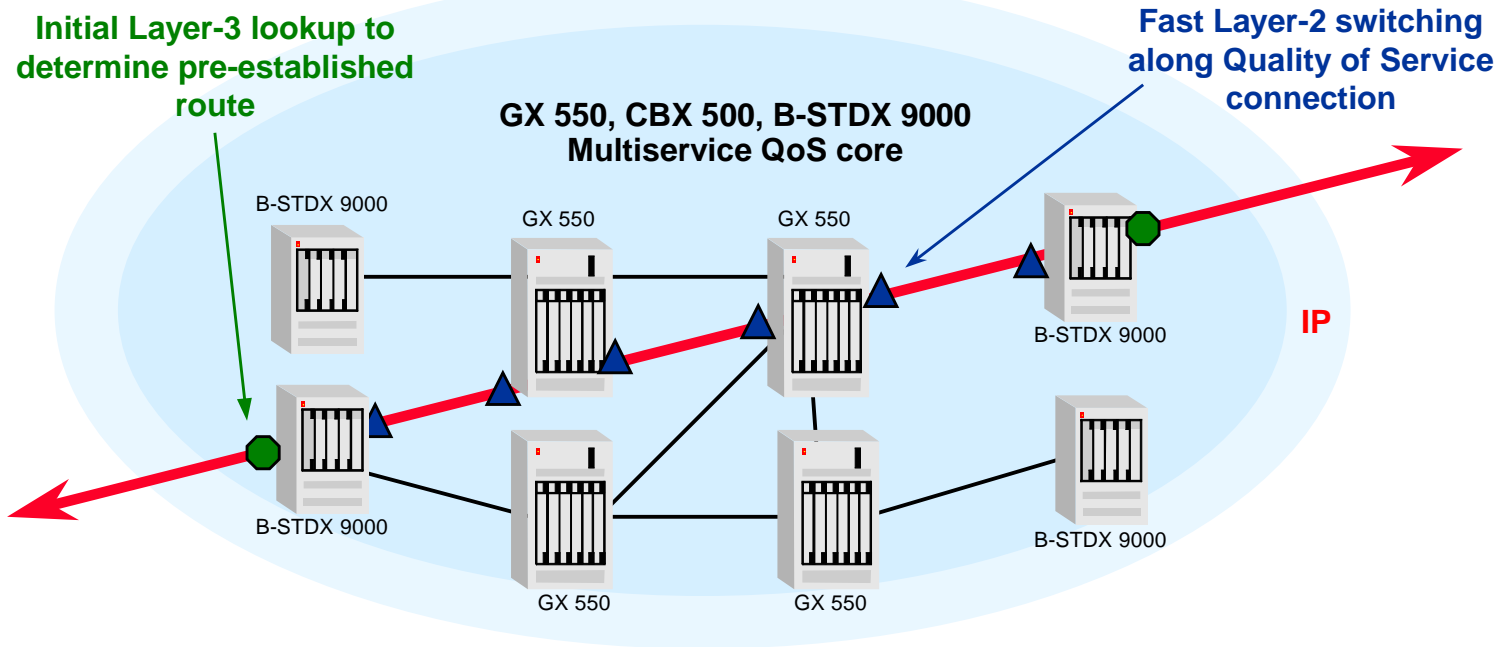 Initial Layer-3 lookup to
determine pre-established
route
Fast Layer-2 switching
along Quality of Service
connection
GX 550, CBX 500, B-STDX 9000
Multiservice QoS core
B-STDX 9000
GX 550
GX 550
B-STDX 9000
IP
B-STDX 9000
GX 550
GX 550
B-STDX 9000